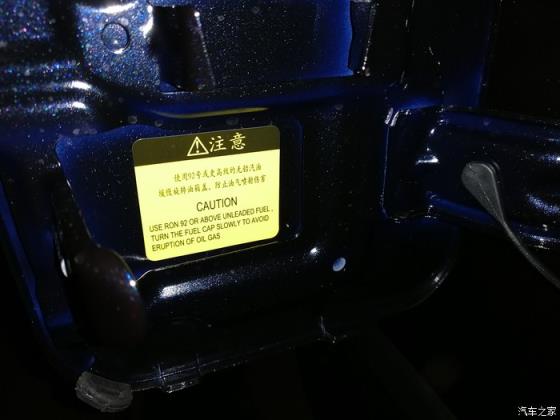 注意
使用92号或更高级的无铅汽油
缓慢旋转油箱盖，防止油气喷射伤害
CAUTION
USE RON 92 OR ABOVE UNLEADED FUEL,
TURN THE FUEL CAP SLOWLY TO AVOID
ERUPTION OF OIL GAS
汽车之家